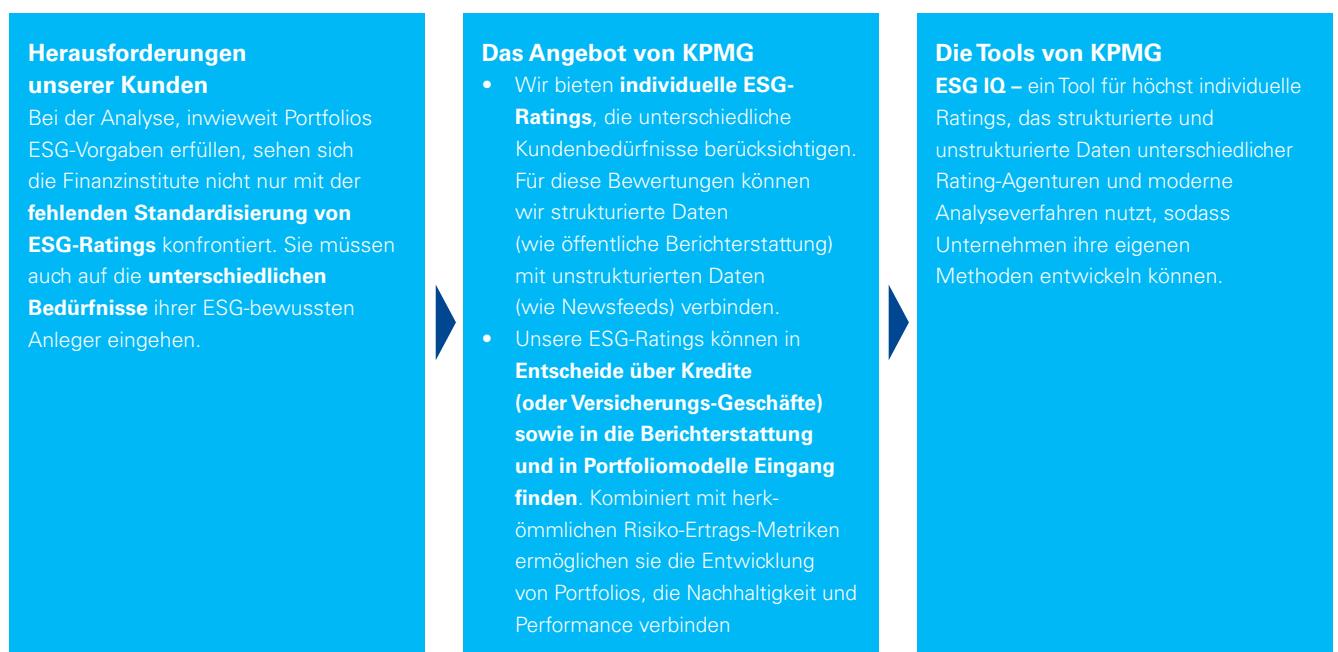 Herausforderungen
unserer Kunden
Bei der Analyse, inwieweit Portfolios
ESG-Vorgaben erfüllen, sehen sich
die Finanzinstitute nicht nur mit der
fehlenden Standardisierung von
ESG-Ratings konfrontiert. Sie müssen
auch auf die unterschiedlichen
Bedürfnisse ihrer ESG-bewussten
Anleger eingehen.
Das Angebot von KPMG
• Wir bieten individuelle ESG-
Ratings, die unterschiedliche
Kundenbedürfnisse berücksichtigen.
Für diese Bewertungen können
wir strukturierte Daten
(wie öffentliche Berichterstattung)
mit unstrukturierten Daten
(wie Newsfeeds) verbinden.
• Unsere ESG-Ratings können in
Entscheide über Kredite
(oder Versicherungs-Geschäfte)
sowie in die Berichterstattung
und in Portfoliomodelle Eingang
finden. Kombiniert mit herk-
ömmlichen Risiko-Ertrags-Metriken
ermöglichen sie die Entwicklung
von Portfolios, die Nachhaltigkeit und
Performance verbinden
Die Tools von KPMG
ESG IQ – ein Tool für höchst individuelle
Ratings, das strukturierte und
unstrukturierte Daten unterschiedlicher
Rating-Agenturen und moderne
Analyseverfahren nutzt, sodass
Unternehmen ihre eigenen
Methoden entwickeln können.